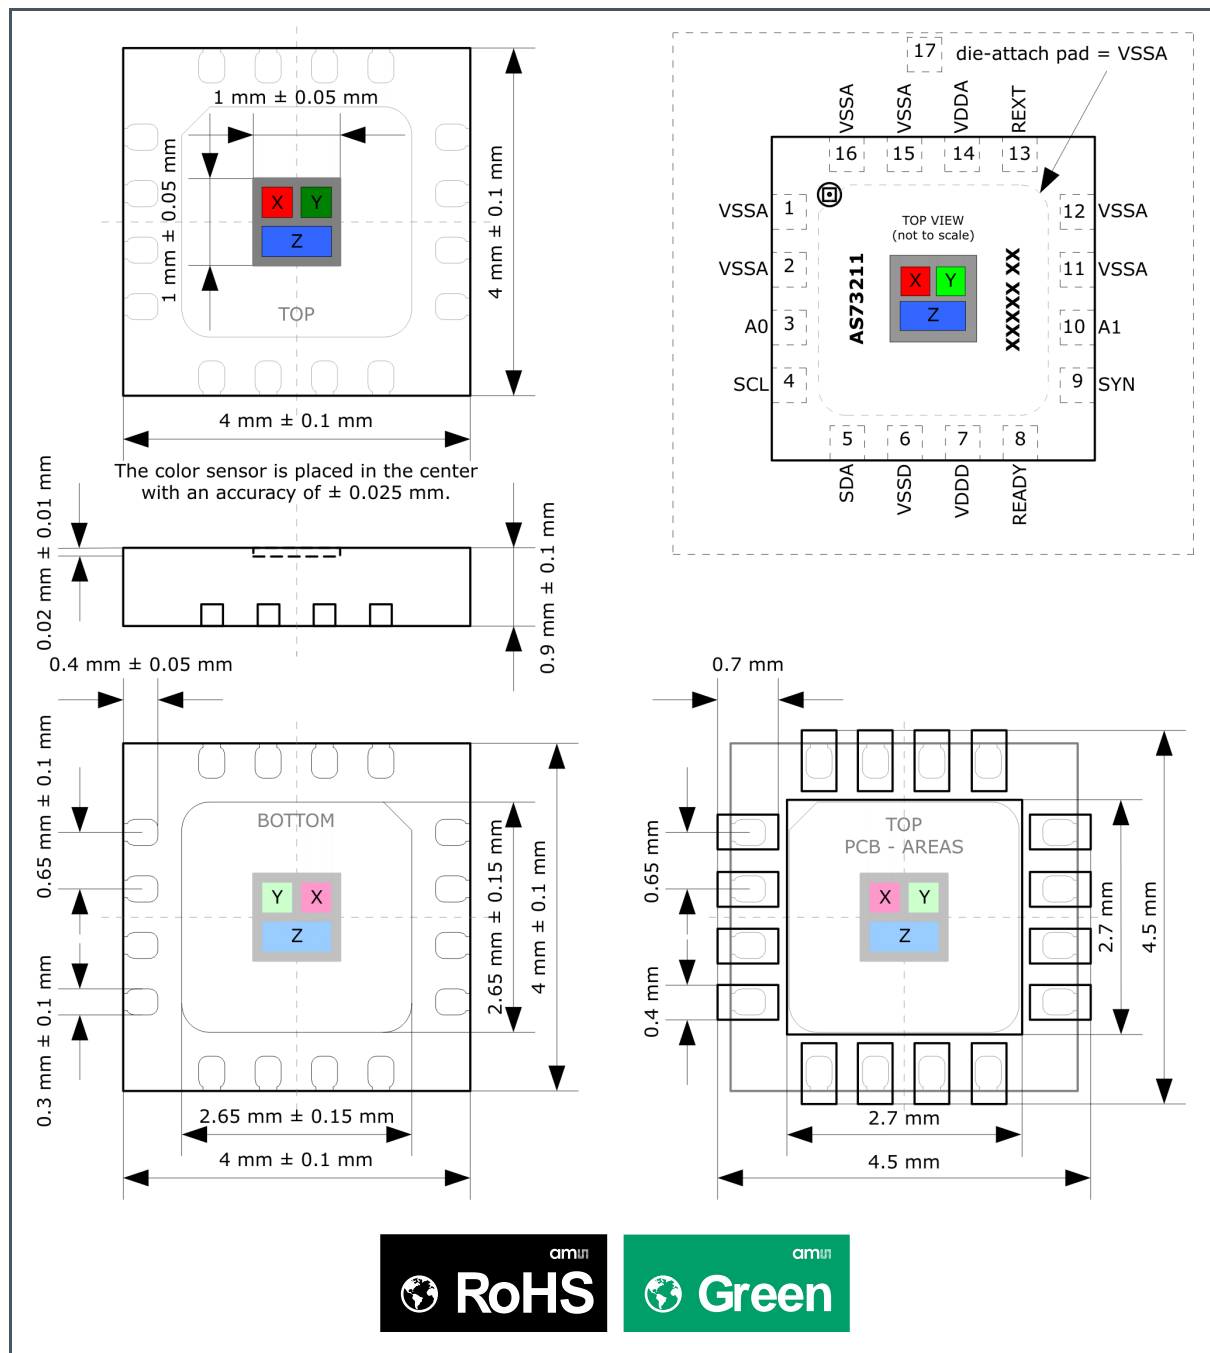 1 mm ± 0.05 mm
1 mm ± 0.05 mm
X
Y
Z
TOP
4 mm ± 0.1 mm
4 mm ± 0.1 mm
The color sensor is placed in the center
with an accuracy of ± 0.025 mm.
17
die-attach pad = VSSA
VSSA
VSSA
VDDA
REXT
16
15
14
13
VSSA
1
12
VSSA
TOP VIEW
(not to scale)
VSSA
2
11
VSSA
AS73211
X
Y
Z
XXXXX XX
A0
3
10
A1
SCL
4
9
SYN
5
6
7
8
SDA
VSSD
VDDD
READY
0.02 mm ± 0.01 mm
0.9 mm ± 0.1 mm
0.4 mm ± 0.05 mm
0.65 mm ± 0.1 mm
0.3 mm ± 0.1 mm
BOTTOM
Y
X
Z
2.65 mm ± 0.15 mm
4 mm ± 0.1 mm
2.65 mm ± 0.15 mm
4 mm ± 0.1 mm
0.7 mm
0.65 mm
0.4 mm
TOP
PCB - AREAS
X
Y
Z
2.7 mm
4.5 mm
2.7 mm
4.5 mm
am
RoHS
am
Green